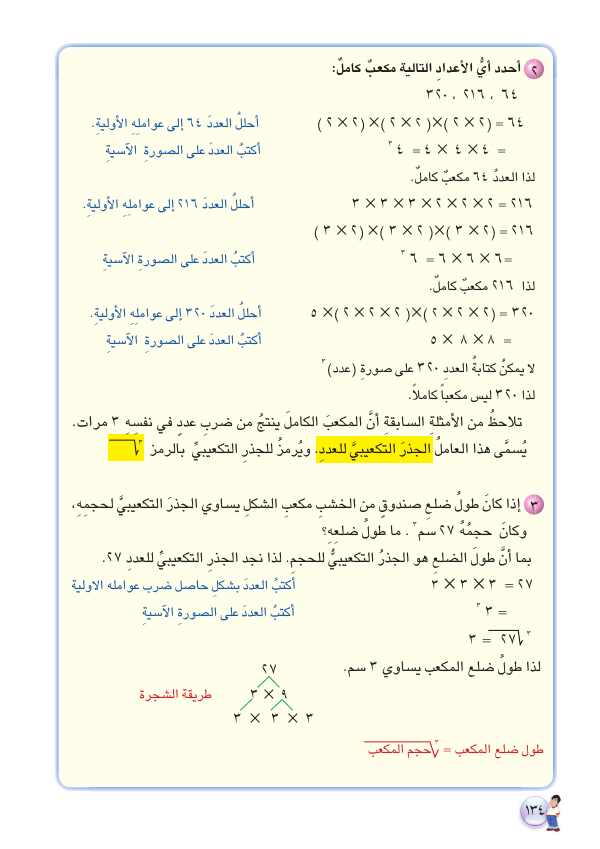 ٢ أحدد أيُّ الأعدادِ التالية مكعبٌ كاملٌ:
٦٤ ، ٢١٦ ، ٣٢٠
٦٤ = (٢ × ٢)×(٢ × ٢)×(٢ × ٢) أحللُ العددَ ٦٤ إلى عواملِهِ الأوليةِ.
= ٤ × ٤ × ٤ = ٤ ٣ أكتبُ العددَ على الصورةِ الآسيةِ
لذا العددُ ٦٤ مكعبٌ كاملٌ.
٢١٦ = ٢ × ٢ × ٢ × ٣ × ٣ × ٣ أحللُ العددَ ٢١٦ إلى عواملِهِ الأوليةِ.
٢١٦ = (٢ × ٣)×(٢ × ٣)×(٢ × ٣)
= ٦ × ٦ × ٦ = ٦ ٣ أكتبُ العددَ على الصورةِ الآسيةِ
لذا ٢١٦ مكعبٌ كاملٌ.
٣٢٠ = (٢ × ٢ × ٢)×(٢ × ٢ × ٢)× ٥ أحللُ العددَ ٣٢٠ إلى عواملِهِ الأوليةِ.
= ٨ × ٨ × ٥ أكتبُ العددَ على الصورةِ الآسيةِ
لا يمكنُ كتابةُ العددِ ٣٢٠ على صورةِ (عدد)٣
لذا ٣٢٠ ليس مكعباً كاملاً.
تلاحظُ من الأمثلةِ السابقة أنَّ المكعبَ الكاملَ ينتجُ من ضربِ عددٍ في نفسِهِ ٣ مرات.
يُسمَّى هذا العاملُ الجذرَ التكعيبيَّ للعددِ. ويُرمزُ للجذرِ التكعيبيِّ بالرمز ٣√
٣ إذا كانَ طولُ ضلعِ صندوقٍ من الخشبِ مكعبِ الشكلِ يساوي الجذرَ التكعيبيَّ لحجمِهِ،
وكانَ حجمُهُ ٢٧ سم٣ . ما طولُ ضلعِهِ؟
بما أنَّ طولَ الضلعِ هو الجذرُ التكعيبيُّ للحجم. لذا نجد الجذرِ التكعيبيِّ للعددِ ٢٧.
٢٧ = ٣ × ٣ × ٣ أكتبُ العددَ بشكلِ حاصل ضرب عوامله الاولية
= ٣ ٣ أكتبُ العددَ على الصورةِ الآسيةِ
٣√٢٧ = ٣
لذا طولُ ضلع المكعب يساوي ٣ سم.
٢٧
٩ × ٣ طريقة الشجرة
٣ × ٣ × ٣
طول ضلع المكعب = ٣√حجم المكعب
١٣٤